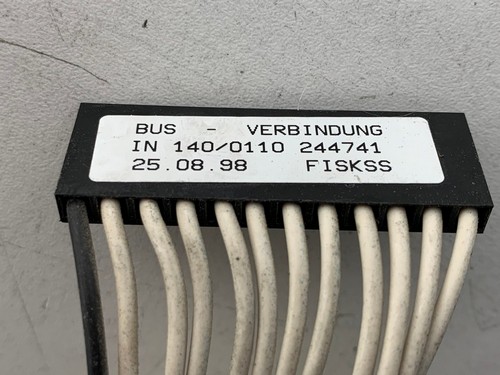 BUS - VERBINDUNG
IN 140/0110 244741
25.08.98 FISKSS